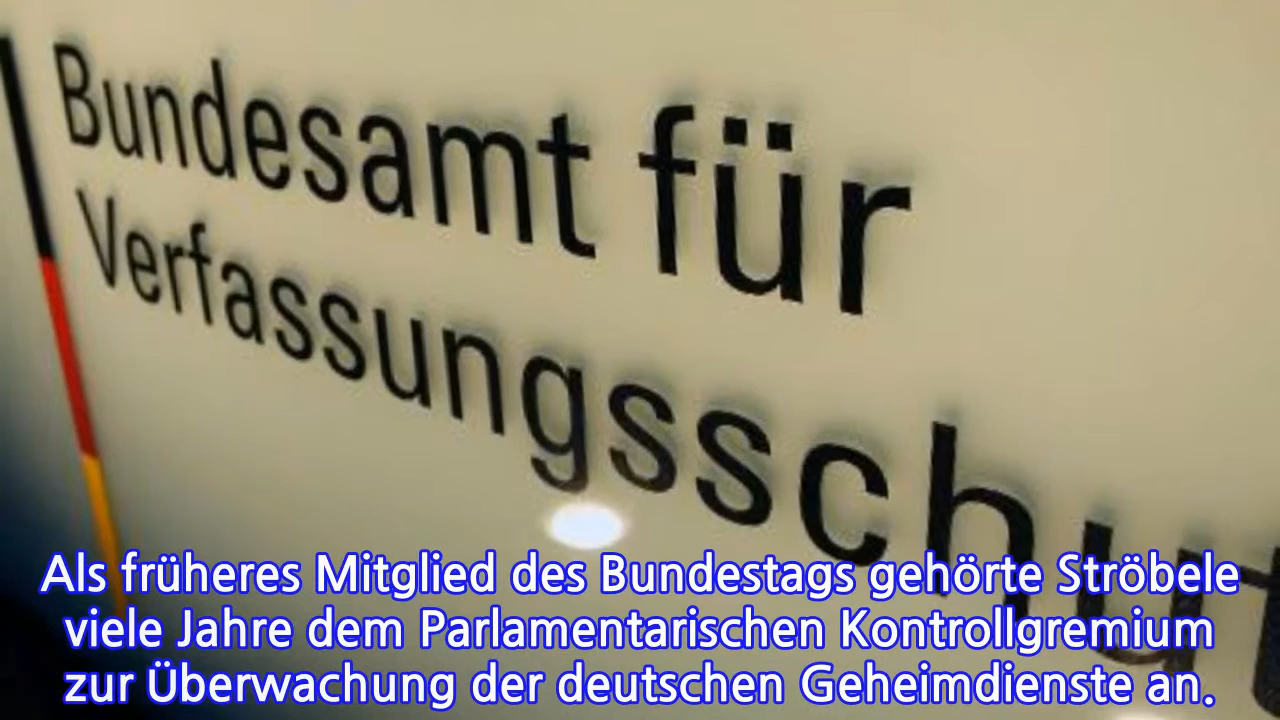 Bundesamt für
Verfassungsschut
Als früheres Mitglied des Bundestags gehörte Ströbele
viele Jahre dem Parlamentarischen Kontrollgremium
zur Überwachung der deutschen Geheimdienste an.